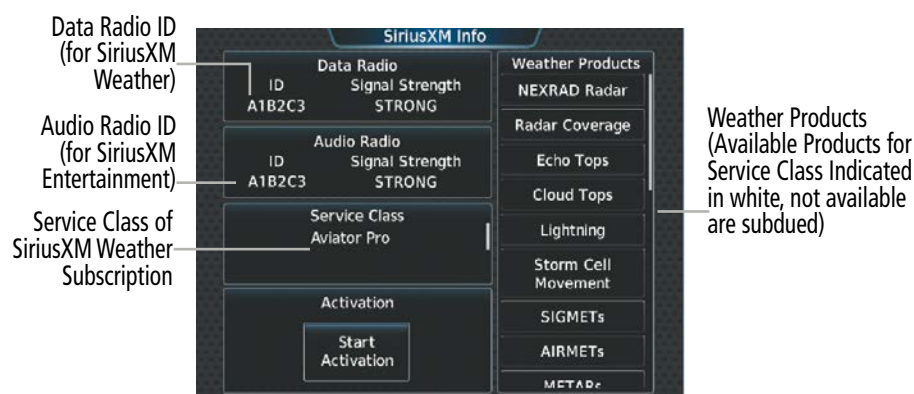 Data Radio ID
(for SiriusXM
Weather)
Audio Radio ID
(for SiriusXM
Entertainment)
Service Class of
SiriusXM Weather
Subscription
SiriusXM Info
Data Radio
ID Signal Strength
A1B2C3 STRONG
Audio Radio
ID Signal Strength
A1B2C3 STRONG
Service Class
Aviator Pro
Activation
Start
Activation
Weather Products
NEXRAD Radar
Radar Coverage
Echo Tops
Cloud Tops
Lightning
Storm Cell
Movement
SIGMETs
AIRMETs
METARs
Weather Products
(Available Products for
Service Class Indicated
in white, not available
are subdued)